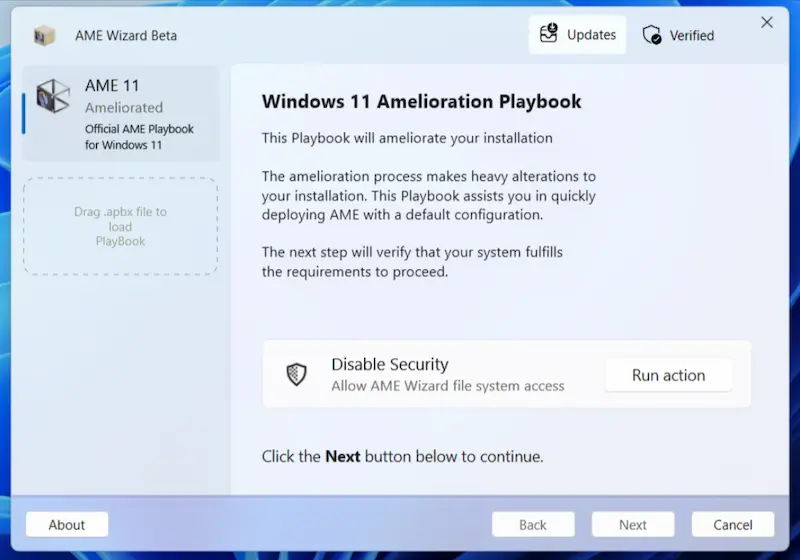 AME Wizard Beta
Updates
Verified
AME 11
Ameliorated
Official AME Playbook
for Windows 11
Drag .apbx file to
load
PlayBook
Windows 11 Amelioration Playbook
This Playbook will ameliorate your installation
The amelioration process makes heavy alterations to
your installation. This Playbook assists you in quickly
deploying AME with a default configuration.
The next step will verify that your system fulfills
the requirements to proceed.
Disable Security
Allow AME Wizard file system access
Run action
Click the Next button below to continue.
About
Back
Next
Cancel